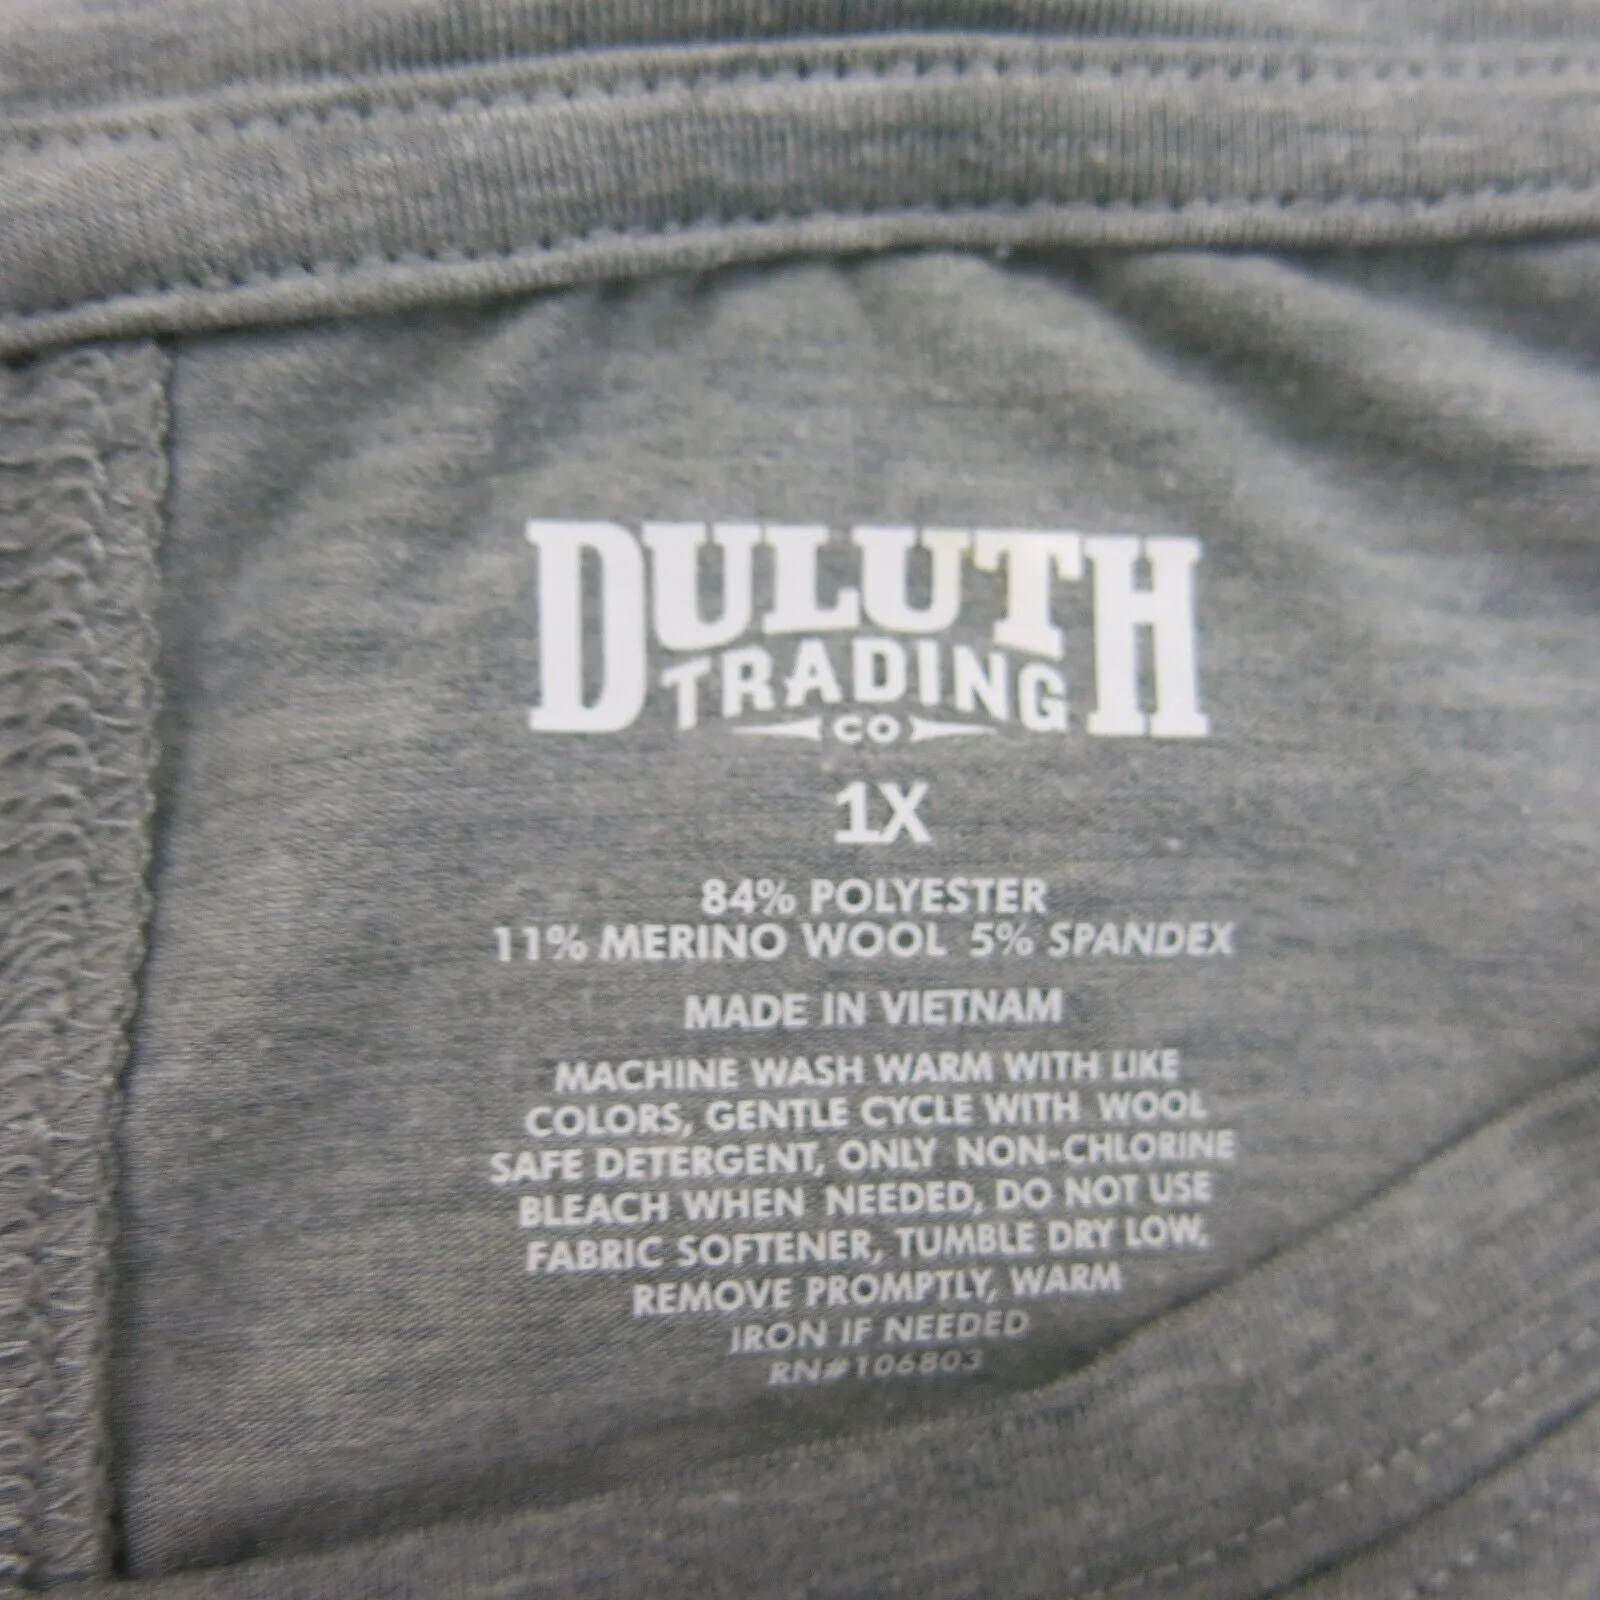 DULUTH
TRADING
CO
1X
84% POLYESTER
11% MERINO WOOL 5% SPANDEX
MADE IN VIETNAM
MACHINE WASH WARM WITH LIKE
COLORS, GENTLE CYCLE WITH WOOL
SAFE DETERGENT, ONLY NON-CHLORINE
BLEACH WHEN NEEDED, DO NOT USE
FABRIC SOFTENER, TUMBLE DRY LOW,
REMOVE PROMPTLY, WARM
IRON IF NEEDED
RN#106803